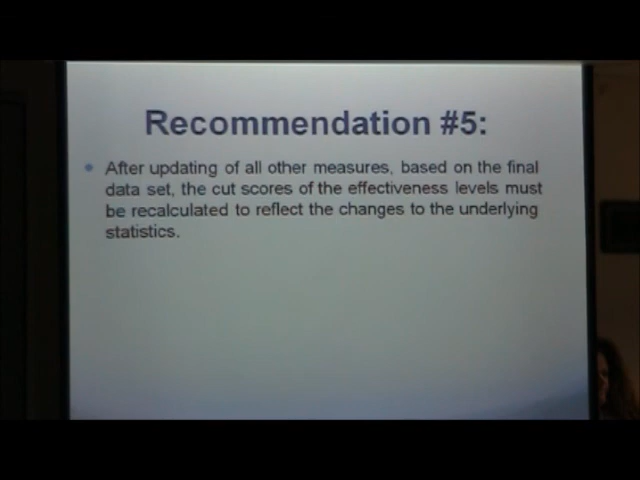 Recommendation #5:
After updating of all other measures, based on the final
data set, the cut scores of the effectiveness levels must
be recalculated to reflect the changes to the underlying
statistics.